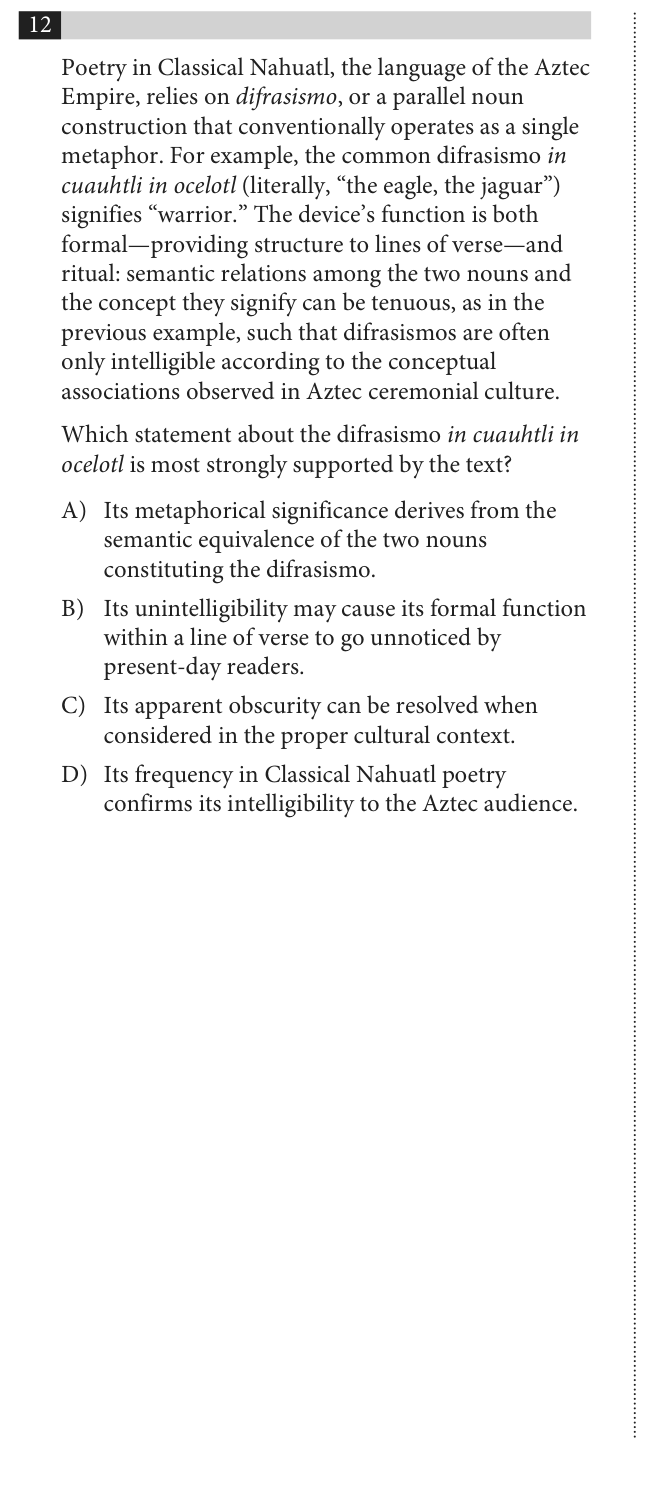 12
Poetry in Classical Nahuatl, the language of the Aztec
Empire, relies on difrasismo, or a parallel noun
construction that conventionally operates as a single
metaphor. For example, the common difrasismo in
cuauhtli in ocelotl (literally, “the eagle, the jaguar”)
signifies “warrior.” The device’s function is both
formal—providing structure to lines of verse—and
ritual: semantic relations among the two nouns and
the concept they signify can be tenuous, as in the
previous example, such that difrasismos are often
only intelligible according to the conceptual
associations observed in Aztec ceremonial culture.
Which statement about the difrasismo in cuauhtli in
ocelotl is most strongly supported by the text?
A) Its metaphorical significance derives from the
semantic equivalence of the two nouns
constituting the difrasismo.
B) Its unintelligibility may cause its formal function
within a line of verse to go unnoticed by
present-day readers.
C) Its apparent obscurity can be resolved when
considered in the proper cultural context.
D) Its frequency in Classical Nahuatl poetry
confirms its intelligibility to the Aztec audience.